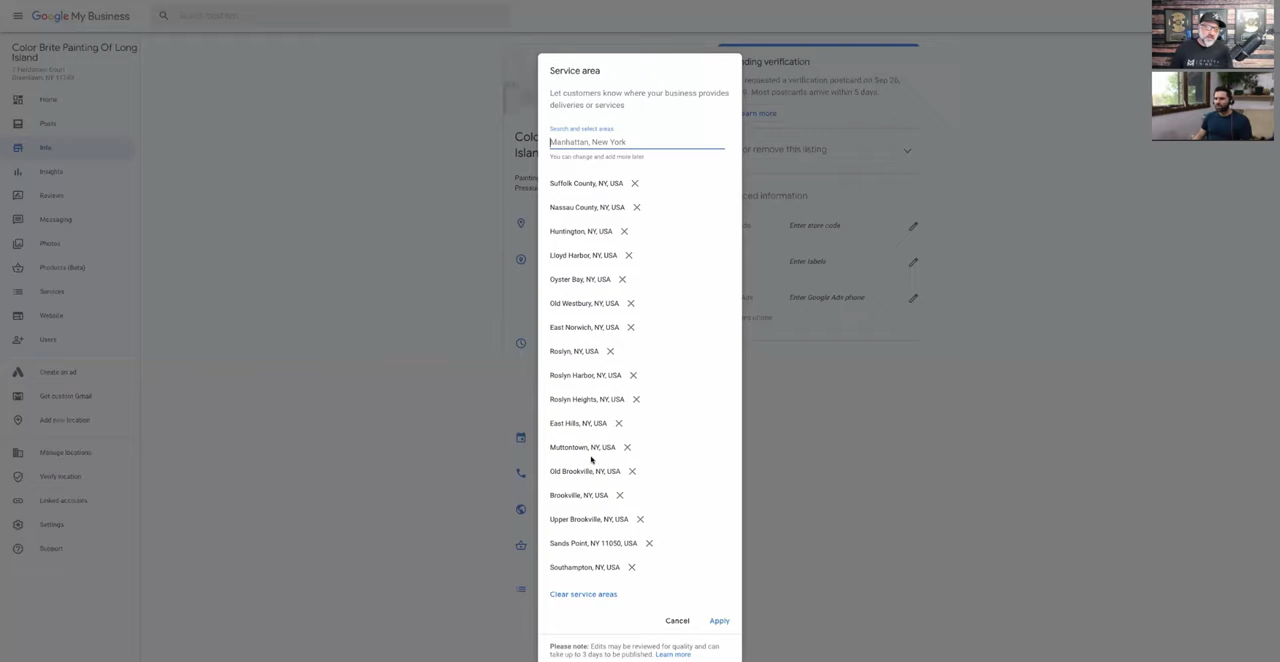 Google My Business
Color Brite Painting Of Long
Island
Home
Posts
Info
Insights
Reviews
Messaging
Photos
Products (Beta)
Services
Website
Users
Create an ad
Get custom Gmail
Add new location
Manage locations
Verify location
Linked accounts
Settings
Support
Service area
Let customers know where your business provides
deliveries or services
Search and select areas
Manhattan, New York
You can change and add more later
Suffolk County, NY, USA
Nassau County, NY, USA
Huntington, NY, USA
Lloyd Harbor, NY, USA
Oyster Bay, NY, USA
Old Westbury, NY, USA
East Norwich, NY, USA
Roslyn, NY, USA
Roslyn Harbor, NY, USA
Roslyn Heights, NY, USA
East Hills, NY, USA
Muttontown, NY, USA
Old Brookville, NY, USA
Brookville, NY, USA
Upper Brookville, NY, USA
Sands Point, NY 11050, USA
Southampton, NY, USA
Clear service areas
Cancel Apply
Please note: Edits may be reviewed for quality and can
take up to 3 days to be published. Learn more
verification
requested a verification postcard on Sep 26,
Most postcards arrive within 5 days.
more
or remove this listing
information
Enter store code
Enter labels
Enter Google Ads phone